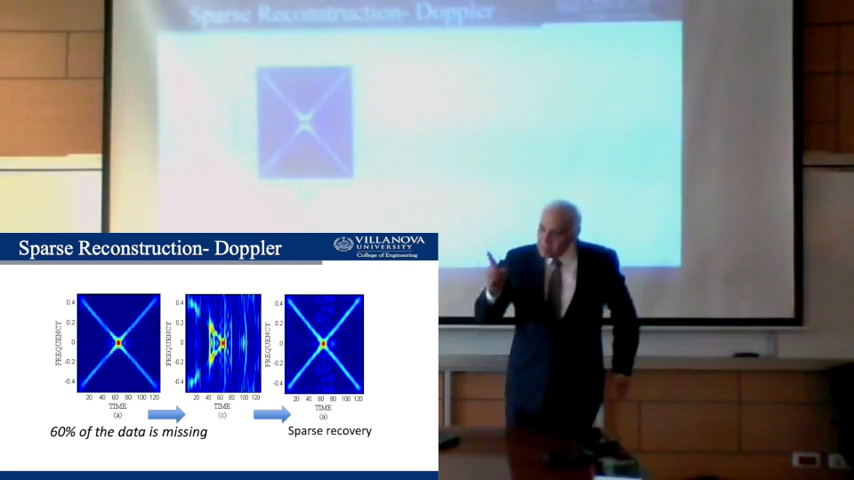 Sparse Reconstruction- Doppler
Sparse Reconstruction- Doppler
VILLANOVA
UNIVERSITY
College of Engineering
0.4
0.2
0
-0.2
-0.4
FREQUENCY
20 40 60 80 100 120
TIME
(a)
0.4
0.2
0
-0.2
-0.4
FREQUENCY
20 40 60 80 100 120
TIME
(c)
0.4
0.2
0
-0.2
-0.4
FREQUENCY
20 40 60 80 100 120
TIME
(a)
60% of the data is missing
Sparse recovery